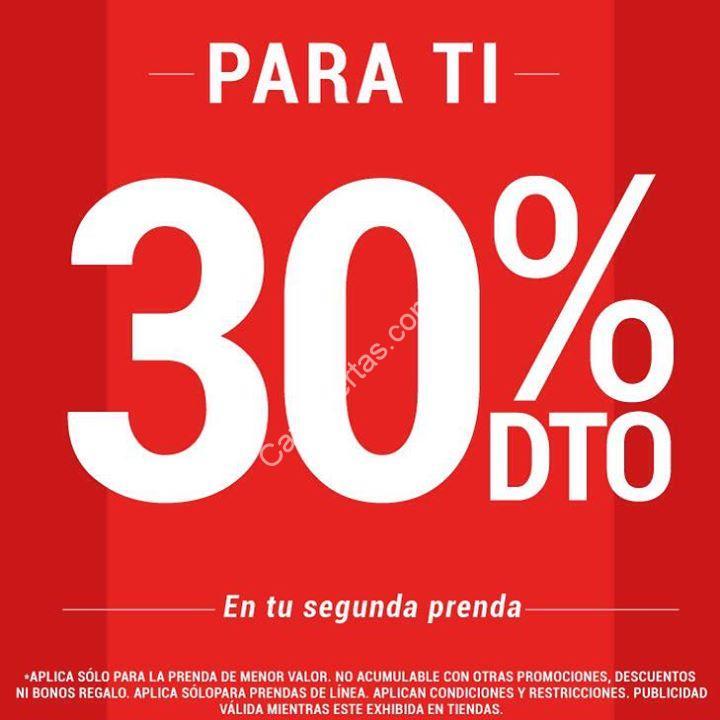 PARA TI
30%
DTO
En tu segunda prenda
*APLICA SÓLO PARA LA PRENDA DE MENOR VALOR. NO ACUMULABLE CON OTRAS PROMOCIONES, DESCUENTOS
NI BONOS REGALO. APLICA SÓLOPARA PRENDAS DE LÍNEA. APLICAN CONDICIONES Y RESTRICCIONES. PUBLICIDAD
VÁLIDA MIENTRAS ESTE EXHIBIDA EN TIENDAS.